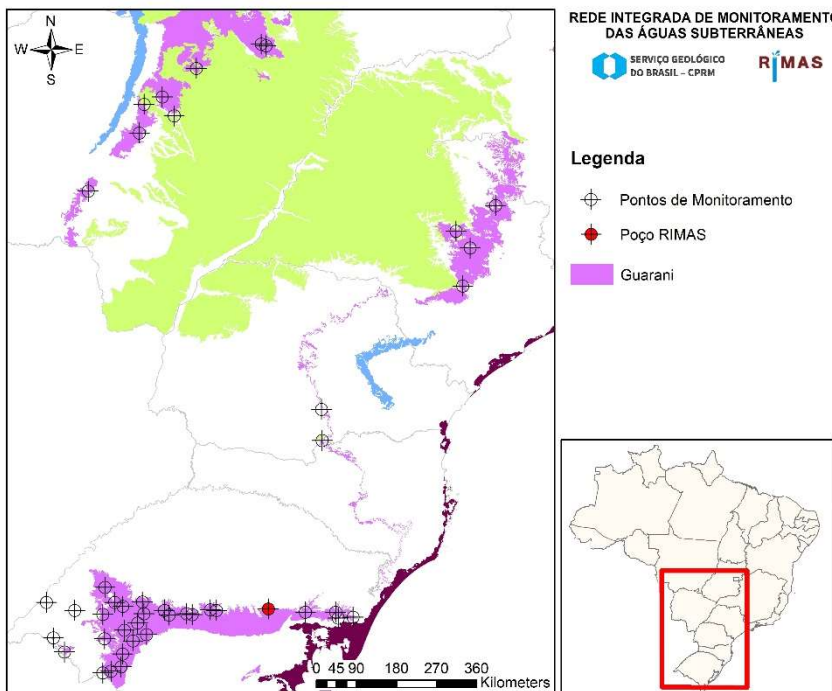 N
W E
S
REDE INTEGRADA DE MONITORAMENTO
DAS ÁGUAS SUBTERRÂNEAS
SERVIÇO GEOLÓGICO
DO BRASIL – CPRM
RIMAS
Legenda
Pontos de Monitoramento
Poço RIMAS
Guarani
0 45 90 180 270 360
Kilometers